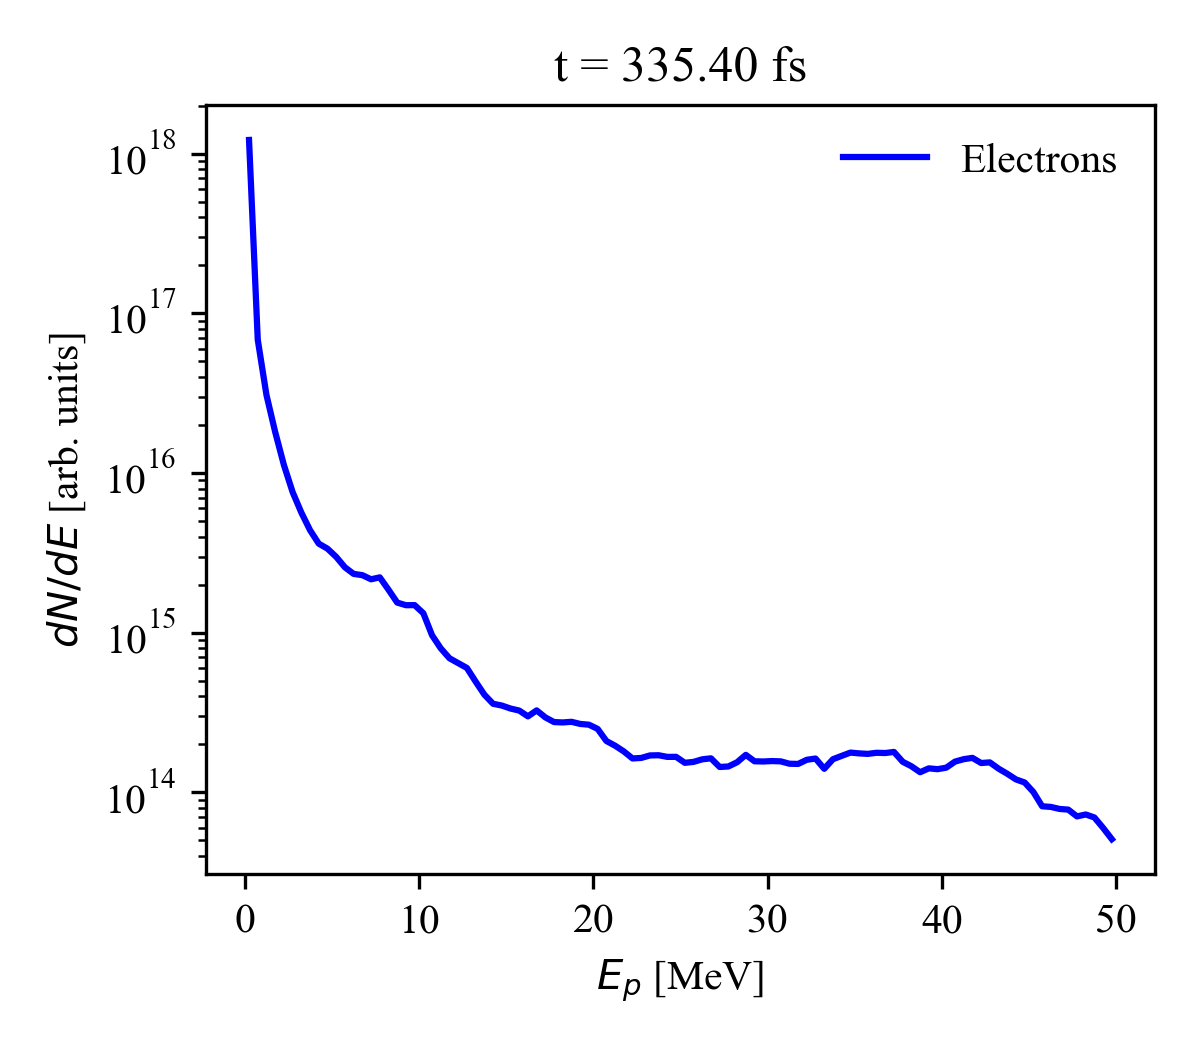 t = 335.40 fs
Electrons
dN/dE [arb. units]
10^18
10^17
10^16
10^15
10^14
0 10 20 30 40 50
E_p [MeV]